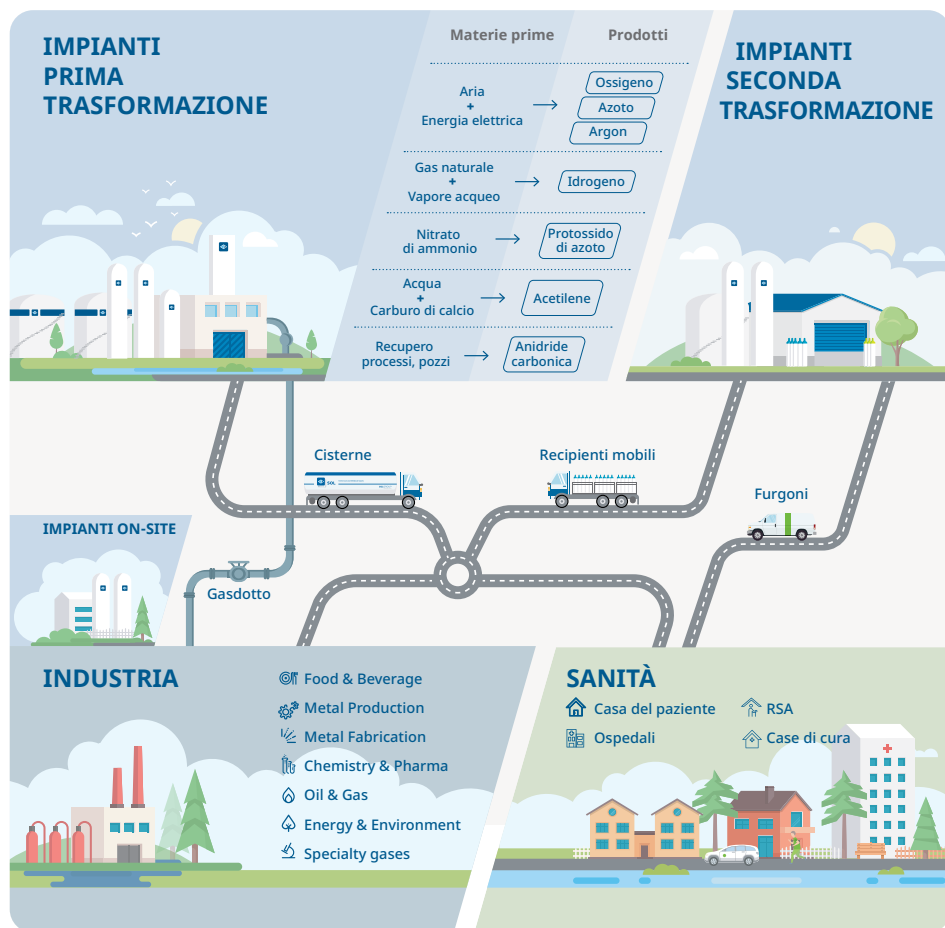 IMPIANTI
PRIMA
TRASFORMAZIONE
Materie prime
Prodotti
Aria
+
Energia elettrica
Ossigeno
Azoto
Argon
Gas naturale
+
Vapore acqueo
Idrogeno
Nitrato
di ammonio
Protossido
di azoto
Acqua
+
Carburo di calcio
Acetilene
Recupero
processi, pozzi
Anidride
carbonica
IMPIANTI
SECONDA
TRASFORMAZIONE
Cisterne
SOL
Recipienti mobili
Furgoni
IMPIANTI ON-SITE
Gasdotto
INDUSTRIA
Food & Beverage
Metal Production
Metal Fabrication
Chemistry & Pharma
Oil & Gas
Energy & Environment
Specialty gases
SANITÀ
Casa del paziente
RSA
Ospedali
Case di cura